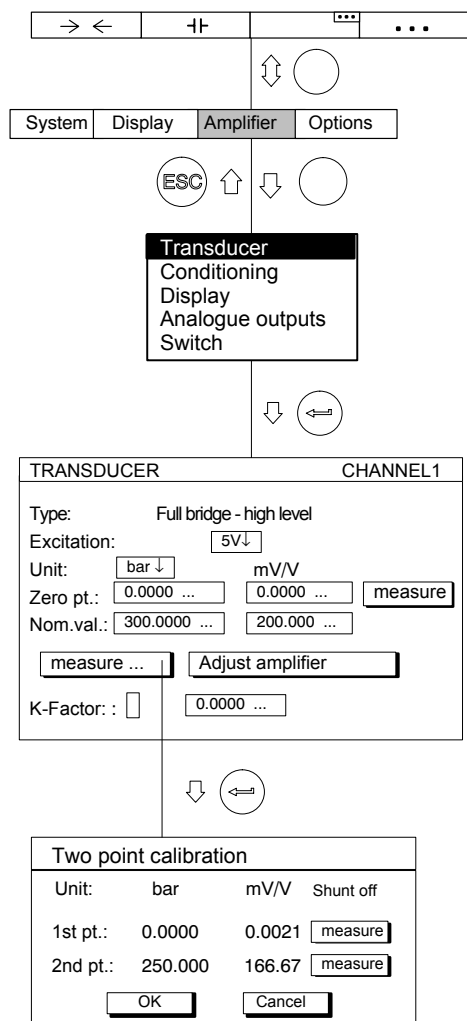 → ← ⊣⊢ ... ...
System Display Amplifier Options
ESC
Transducer
Conditioning
Display
Analogue outputs
Switch
TRANSDUCER CHANNEL1
Type: Full bridge - high level
Excitation: 5V↓
Unit: bar ↓ mV/V
Zero pt.: 0.0000 ... 0.0000 ... measure
Nom.val.: 300.0000 ... 200.000 ...
measure ... Adjust amplifier
K-Factor: : 0.0000 ...
Two point calibration
Unit: bar mV/V Shunt off
1st pt.: 0.0000 0.0021 measure
2nd pt.: 250.000 166.67 measure
OK Cancel